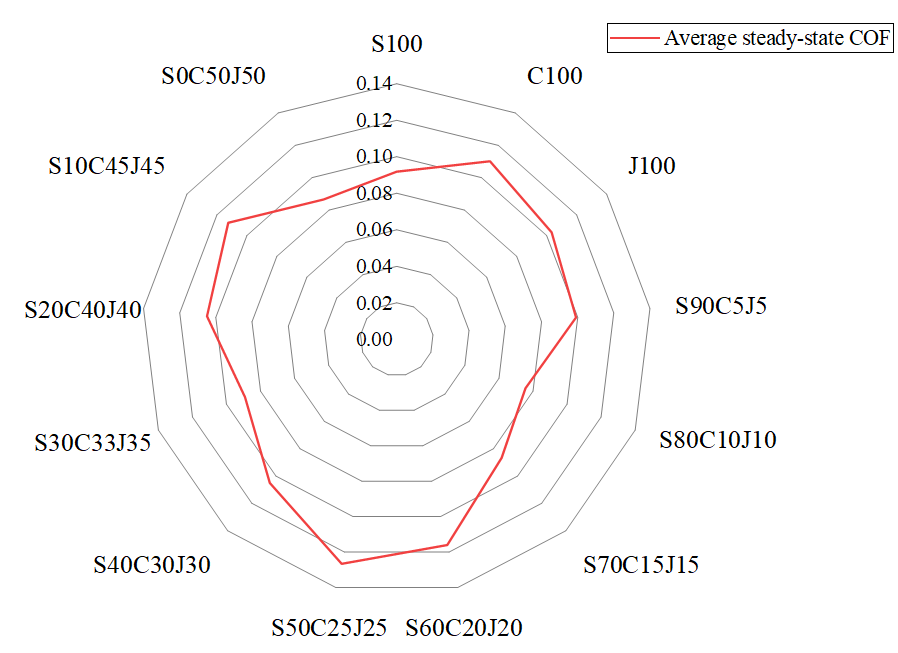 Average steady-state COF
S100
C100
J100
S90C5J5
S80C10J10
S70C15J15
S60C20J20
S50C25J25
S40C30J30
S30C33J35
S20C40J40
S10C45J45
S0C50J50
0.14
0.12
0.10
0.08
0.06
0.04
0.02
0.00